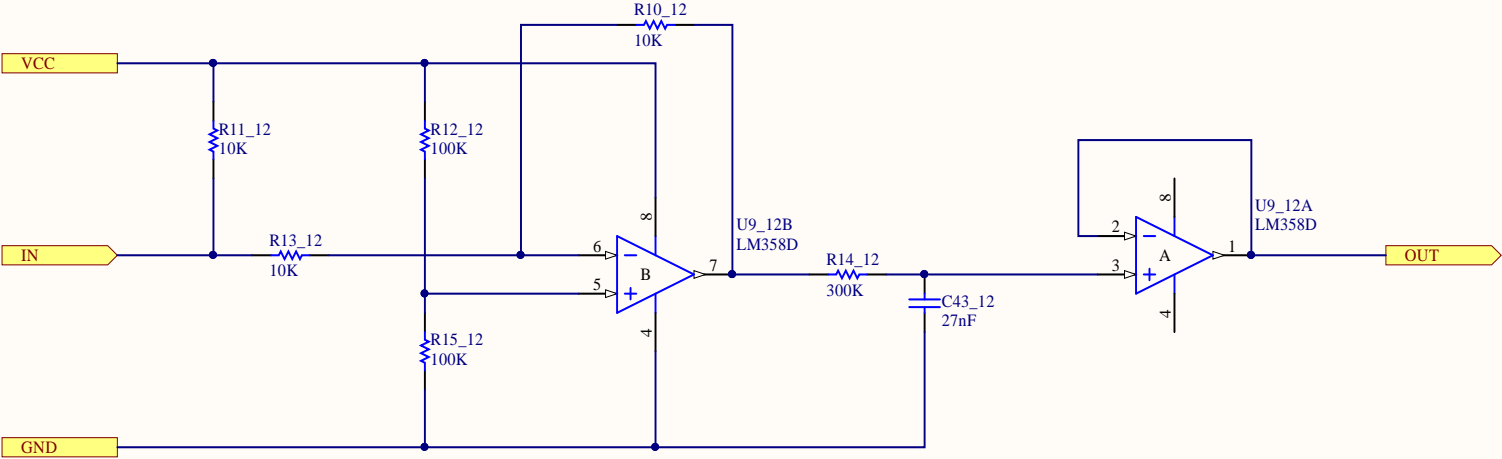 R10_12
10K
VCC
R11_12
10K
R12_12
100K
8
U9_12B
LM358D
8
U9_12A
LM358D
IN
R13_12
10K
6
B
7
5
R14_12
300K
2
A
1
3
OUT
C43_12
27nF
4
4
R15_12
100K
GND